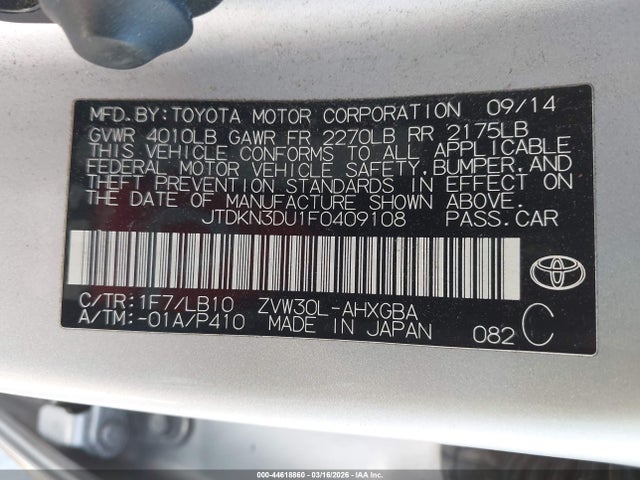 MFD.BY:TOYOTA MOTOR CORPORATION 09/14
GVWR 4010LB GAWR FR 2270LB RR 2175LB
THIS VEHICLE CONFORMS TO ALL APPLICABLE
FEDERAL MOTOR VEHICLE SAFETY,BUMPER,AND
THEFT PREVENTION STANDARDS IN EFFECT ON
THE DATE OF MANUFACTURE SHOWN ABOVE.
JTDKN3DU1F0409108 PASS.CAR
C/TR:1F7/LB10 ZVW30L-AHXGBA
A/TM:-01A/P410 MADE IN JAPAN 082 C
000-44618860 | 03/16/2026 - IAAI.COM